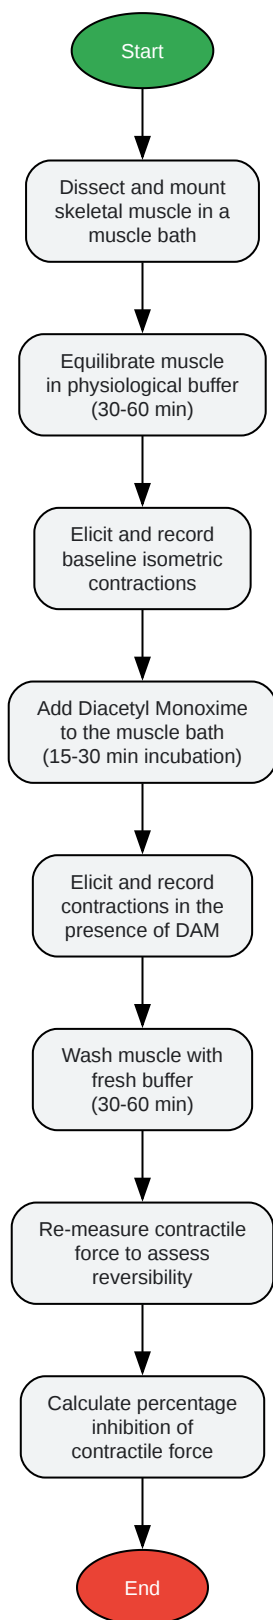 Start
Dissect and mount
skeletal muscle in a
muscle bath
Equilibrate muscle
in physiological buffer
(30-60 min)
Elicit and record
baseline isometric
contractions
Add Diacetyl Monoxime
to the muscle bath
(15-30 min incubation)
Elicit and record
contractions in the
presence of DAM
Wash muscle with
fresh buffer
(30-60 min)
Re-measure contractile
force to assess
reversibility
Calculate percentage
inhibition of
contractile force
End